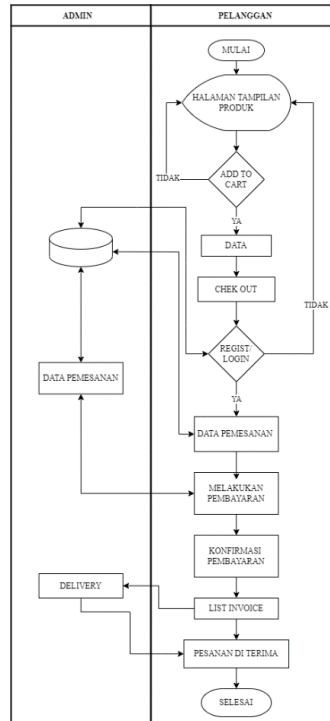 ADMIN
PELANGGAN
MULAI
HALAMAN TAMPILAN
PRODUK
ADD TO
CART
TIDAK
YA
DATA
CHEK OUT
TIDAK
REGIST/
LOGIN
YA
DATA PEMESANAN
DATA PEMESANAN
MELAKUKAN
PEMBAYARAN
KONFIRMASI
PEMBAYARAN
DELIVERY
LIST INVOICE
PESANAN DI TERIMA
SELESAI